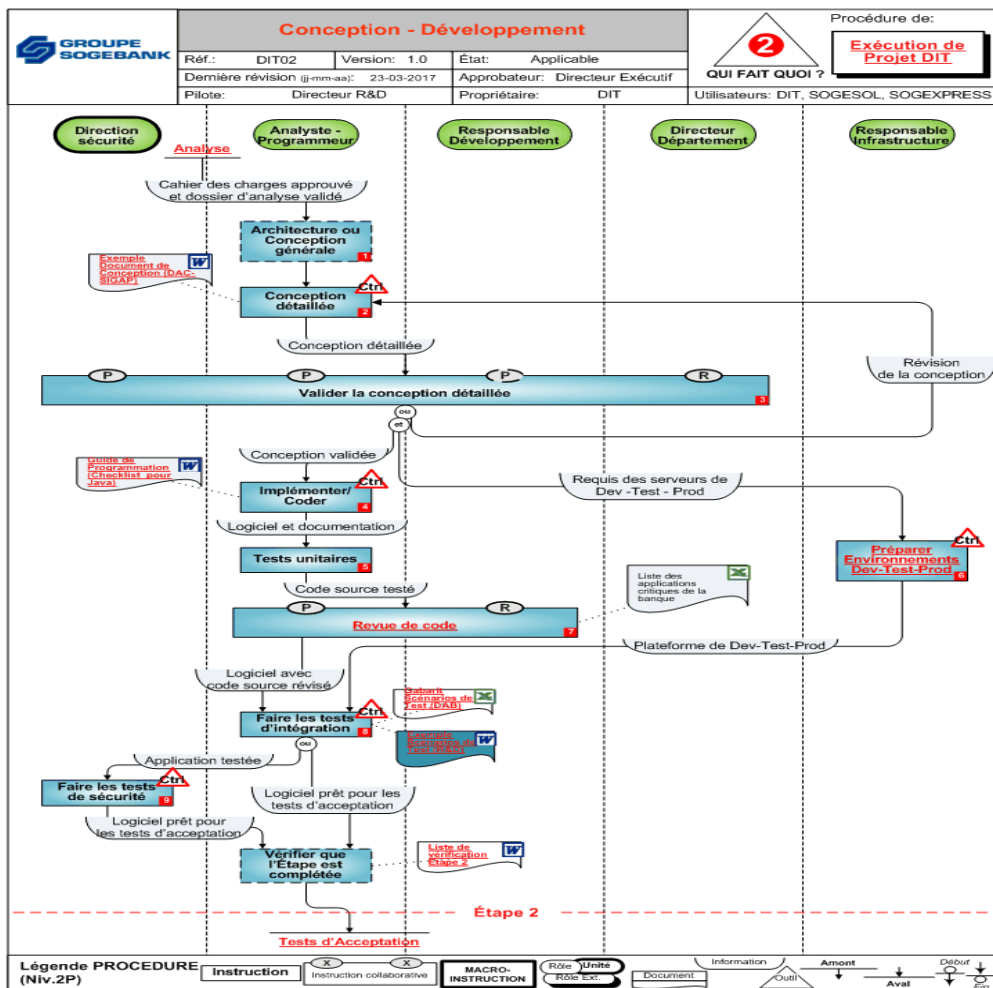 GROUPE
SOGEBANK
Conception - Développement
Réf.: DIT02 Version: 1.0 État: Applicable
Dernière révision (jj-mm-aa): 23-03-2017 Approbateur: Directeur Exécutif
Pilote: Directeur R&D Propriétaire: DIT
2
QUI FAIT QUOI ?
Procédure de:
Exécution de
Projet DIT
Utilisateurs: DIT, SOGESOL, SOGEXPRESS
Direction
sécurité
Analyste -
Programmeur
Responsable
Développement
Directeur
Département
Responsable
Infrastructure
Analyse
Cahier des charges approuvé
et dossier d'analyse validé
Architecture ou
Conception
générale
1
Exemple
Document de
Conception (DAC-
SIGAP)
W
Conception
détaillée
Ctrl
2
Conception détaillée
Révision
de la conception
P P P R
Valider la conception détaillée
3
ou
et
Conception validée
Guide de
Programmation
(Checklist pour
Java)
W
Implémenter/
Coder
Ctrl
4
Requis des serveurs de
Dev -Test - Prod
Logiciel et documentation
Tests unitaires
5
Préparer
Environnements
Dev-Test-Prod
Ctrl
6
Code source testé
Liste des
applications
critiques de la
banque
P R
Revue de code
7
Plateforme de Dev-Test-Prod
Logiciel avec
code source révisé
Faire les tests
d'intégration
Ctrl
8
Gabarit
Scénarios de
Test (DAB)
Exemple
W
ou
Application testée
Faire les tests
de sécurité
Ctrl
9
Logiciel prêt pour les
tests d'acceptation
Logiciel prêt pour
les tests d'acceptation
Vérifier que
l'Étape est
complétée
Liste de
vérification
Étape 2
W
Étape 2
Tests d'Acceptation
Légende PROCEDURE
(Niv.2P)
Instruction
X X
Instruction collaborative
MACRO-
INSTRUCTION
Rôle Unité
Rôle Ext.
Document
Information
Outil
Amont
Aval
Début
Fin